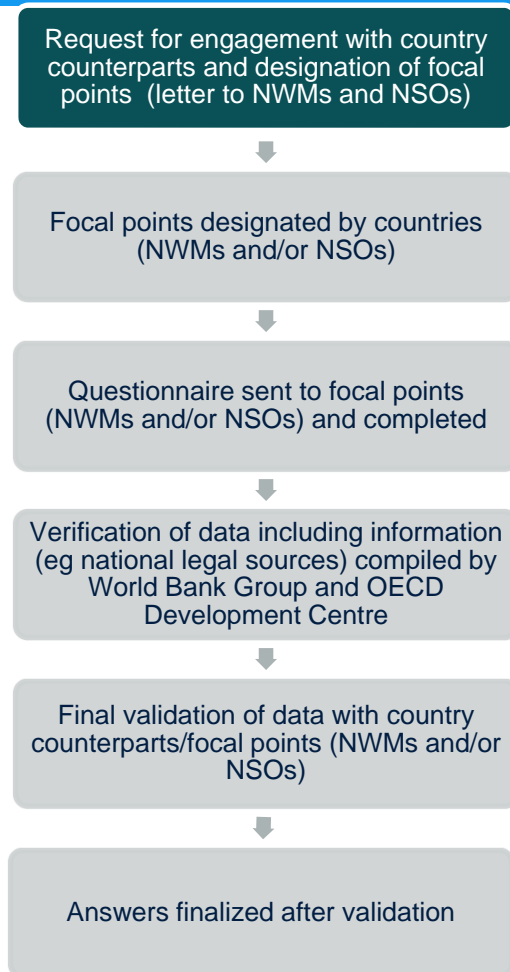 Request for engagement with country
counterparts and designation of focal
points (letter to NWMs and NSOs)
Focal points designated by countries
(NWMs and/or NSOs)
Questionnaire sent to focal points
(NWMs and/or NSOs) and completed
Verification of data including information
(eg national legal sources) compiled by
World Bank Group and OECD
Development Centre
Final validation of data with country
counterparts/focal points (NWMs and/or
NSOs)
Answers finalized after validation